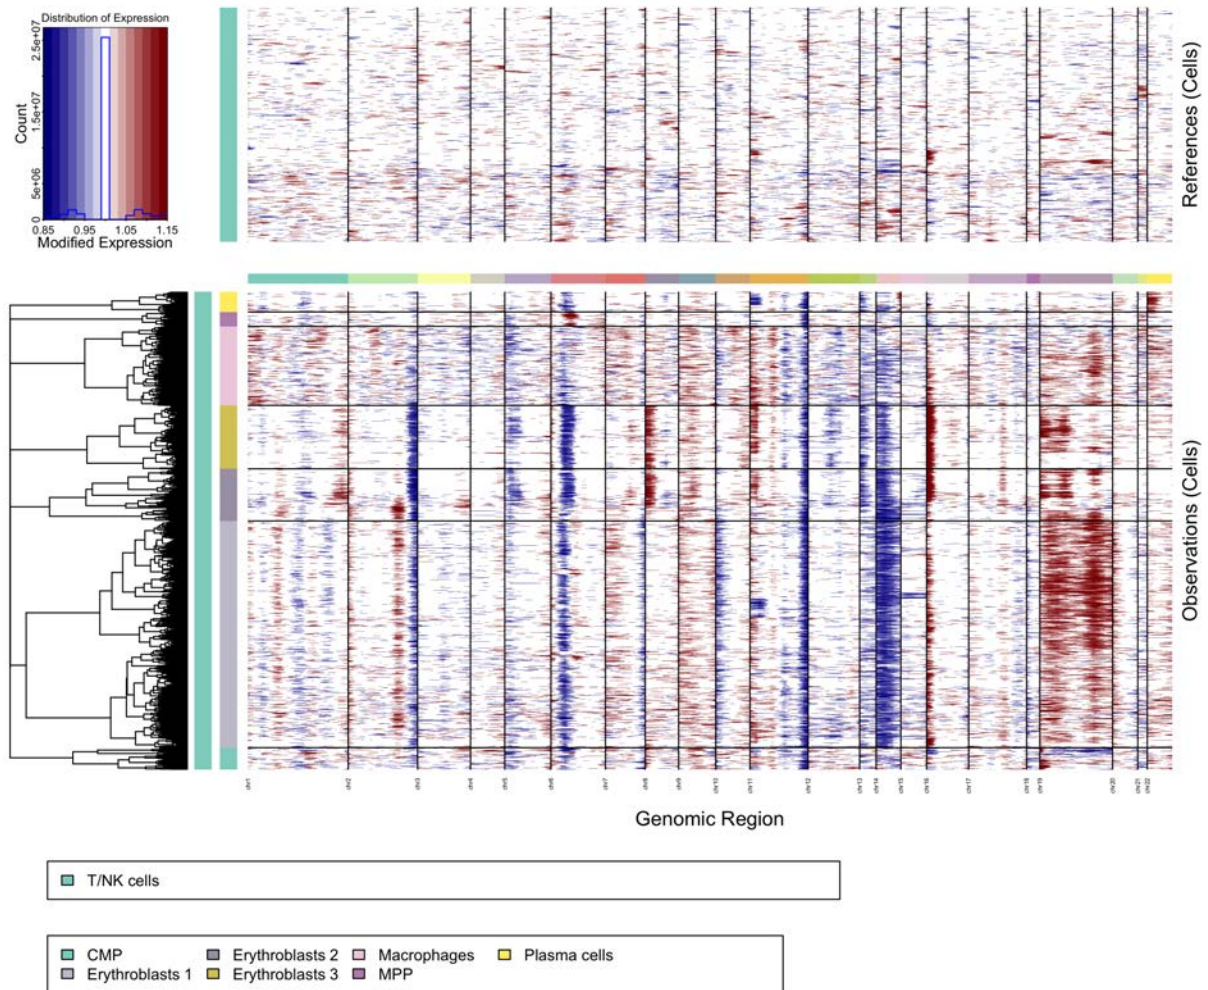 Distribution of Expression
Count
0
5e+06
1.5e+07
2.5e+07
0.85 0.95 1.05 1.15
Modified Expression
References (Cells)
Observations (Cells)
chr1 chr2 chr3 chr4 chr5 chr6 chr7 chr8 chr9 chr10 chr11 chr12 chr13 chr14 chr15 chr16 chr17 chr18 chr19 chr20 chr21 chr22
Genomic Region
T/NK cells
CMP Erythroblasts 2 Macrophages Plasma cells
Erythroblasts 1 Erythroblasts 3 MPP